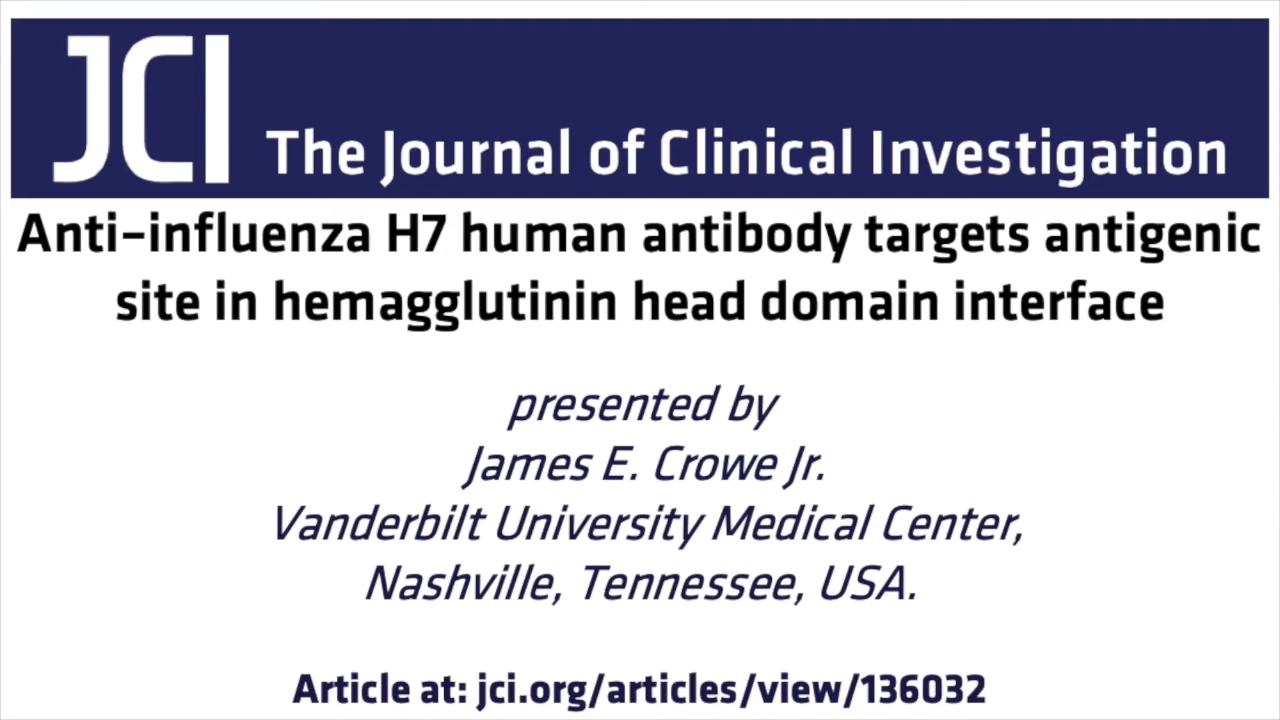 JCI The Journal of Clinical Investigation
Anti-influenza H7 human antibody targets antigenic
site in hemagglutinin head domain interface
presented by
James E. Crowe Jr.
Vanderbilt University Medical Center,
Nashville, Tennessee, USA.
Article at: jci.org/articles/view/136032